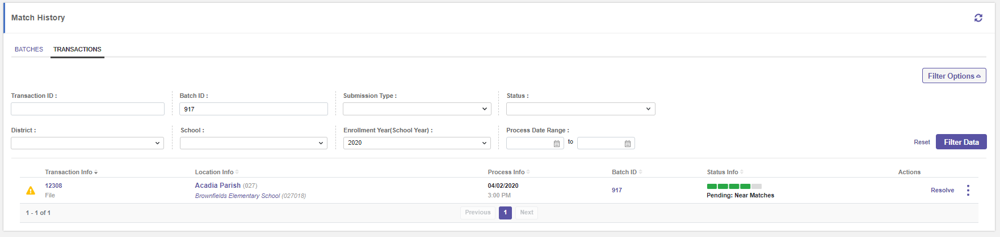 Match History
BATCHES TRANSACTIONS
Filter Options
Transaction ID : Batch ID : Submission Type : Status :
917
District : School : Enrollment Year(School Year) : Process Date Range :
2020 to Reset Filter Data
Transaction Info Location Info Process Info Batch ID Status Info Actions
12308 Acadia Parish (027) 04/02/2020 917 Resolve
File Brownfields Elementary School (027018) 3:00 PM Pending: Near Matches
1 - 1 of 1 Previous 1 Next